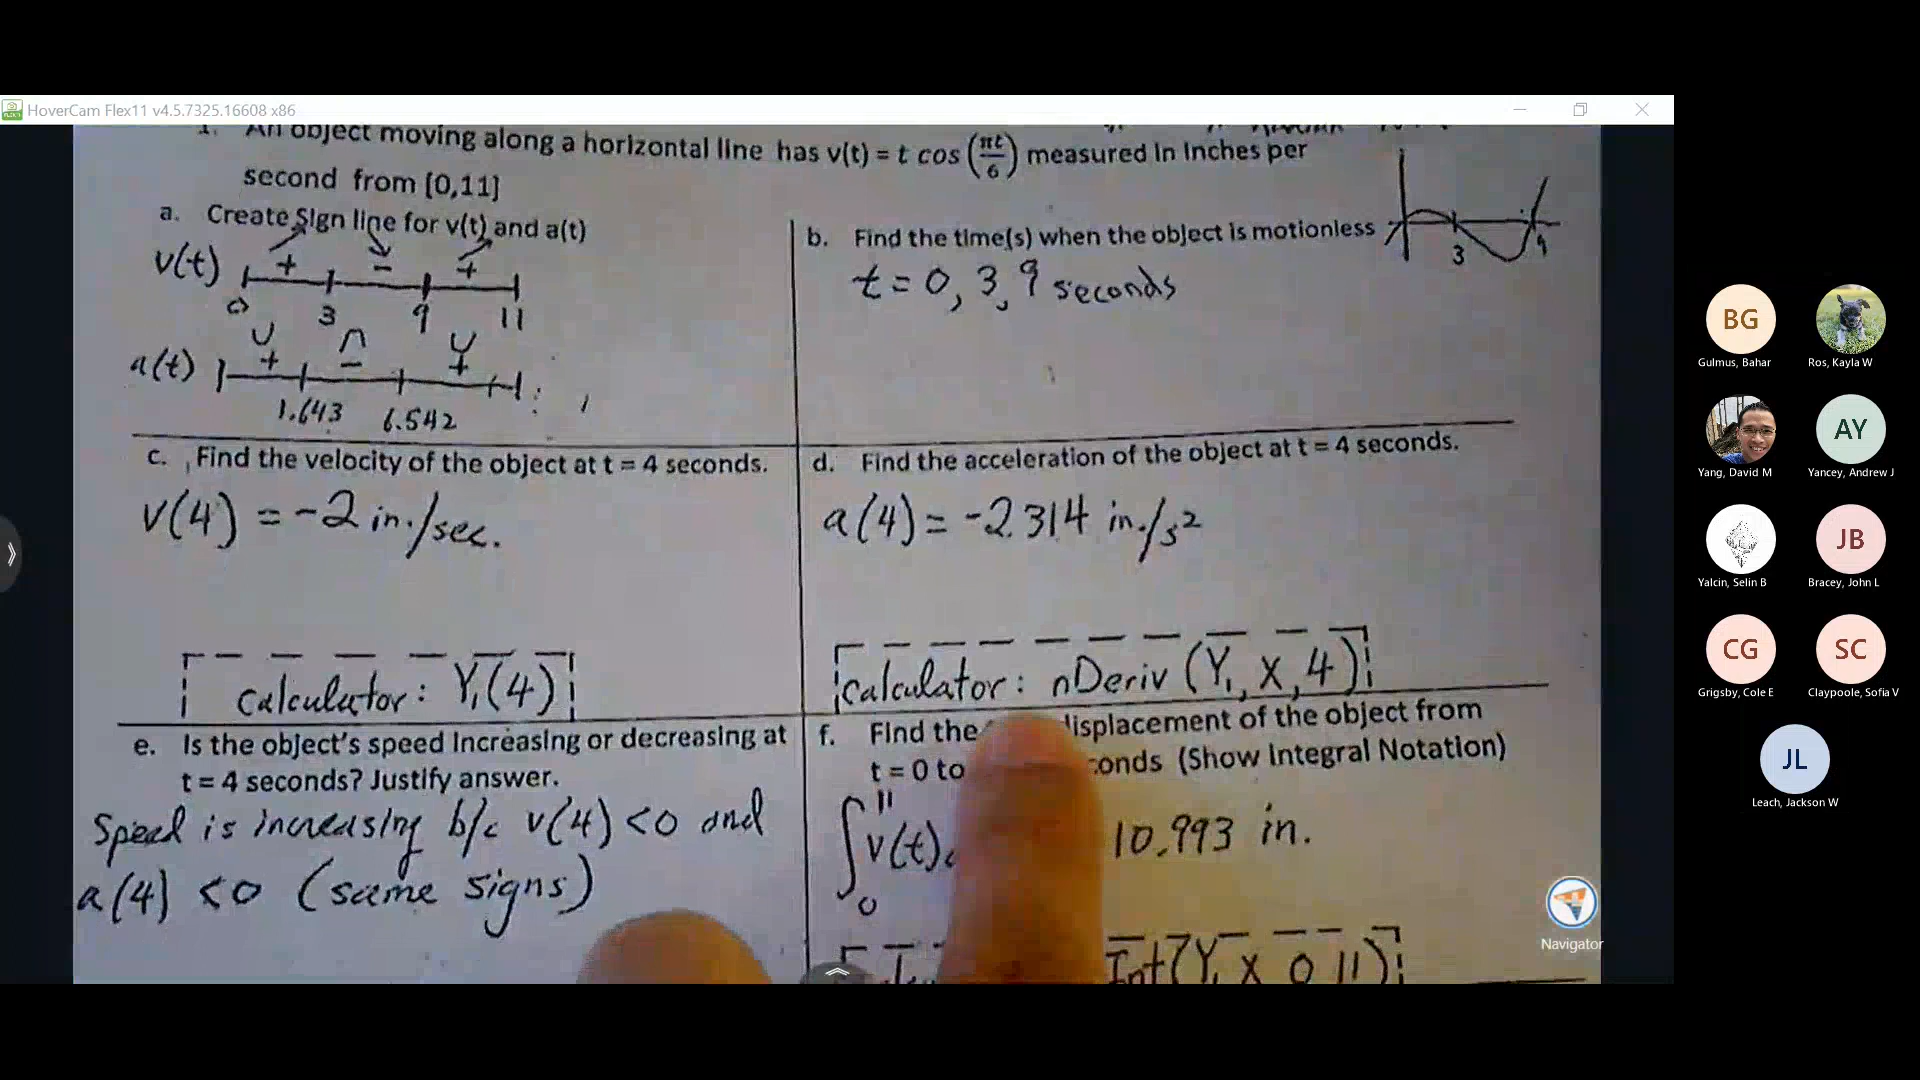 HoverCam Flex11 v4.5.7325.16608 x86
1. An object moving along a horizontal line has v(t) = t cos (πt/6) measured in inches per
second from [0,11]
a. Create Sign line for v(t) and a(t)
v(t) + - +
0 3 9 11
a(t) + - +
1.643 6.542
b. Find the time(s) when the object is motionless
3 9
t = 0, 3, 9 seconds
c. Find the velocity of the object at t = 4 seconds.
v(4) = -2 in./sec.
calculator: Y₁(4)
d. Find the acceleration of the object at t = 4 seconds.
a(4) = -2.314 in./s²
calculator: nDeriv(Y₁, X, 4)
e. Is the object's speed increasing or decreasing at
t = 4 seconds? Justify answer.
Speed is increasing b/c v(4) < 0 and
a(4) < 0 (same signs)
f. Find the displacement of the object from
t = 0 to (Show Integral Notation)
∫₀¹¹ v(t) 10.993 in.
Int(Y₁ X 0 11)
Navigator
BG
Gulmus, Bahar
Ros, Kayla W
Yang, David M
AY
Yancey, Andrew J
Yalcin, Selin B
JB
Bracey, John L
CG
Grigsby, Cole E
SC
Claypoole, Sofia V
JL
Leach, Jackson W